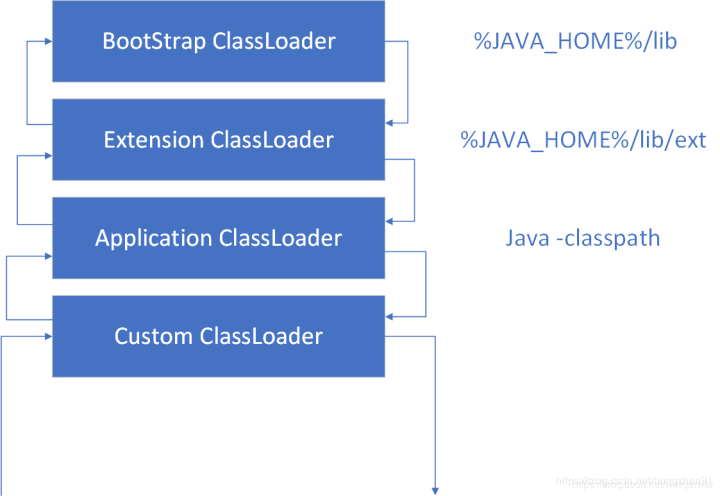 BootStrap ClassLoader %JAVA_HOME%/lib
Extension ClassLoader %JAVA_HOME%/lib/ext
Application ClassLoader Java -classpath
Custom ClassLoader